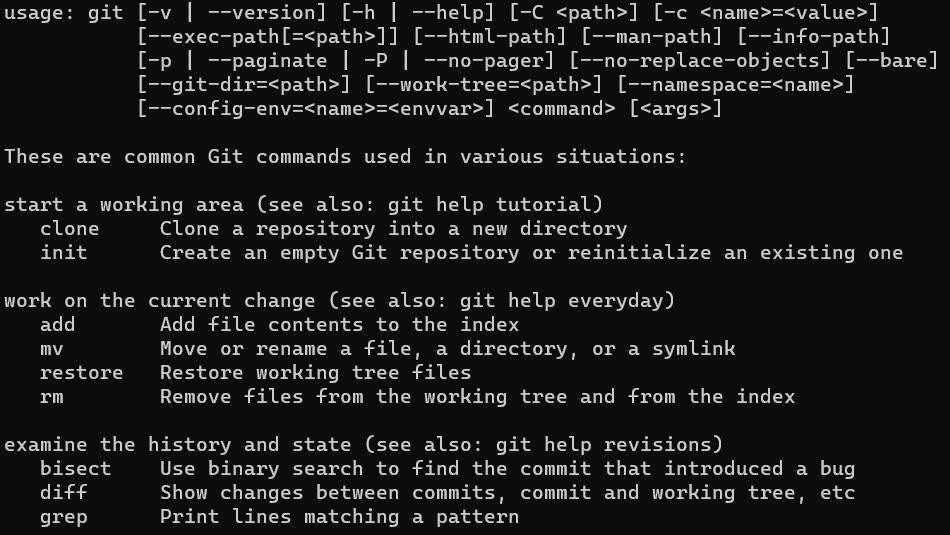 usage: git [-v | --version] [-h | --help] [-C <path>] [-c <name>=<value>]
           [--exec-path[=<path>]] [--html-path] [--man-path] [--info-path]
           [-p | --paginate | -P | --no-pager] [--no-replace-objects] [--bare]
           [--git-dir=<path>] [--work-tree=<path>] [--namespace=<name>]
           [--config-env=<name>=<envvar>] <command> [<args>]

These are common Git commands used in various situations:

start a working area (see also: git help tutorial)
   clone     Clone a repository into a new directory
   init      Create an empty Git repository or reinitialize an existing one

work on the current change (see also: git help everyday)
   add       Add file contents to the index
   mv        Move or rename a file, a directory, or a symlink
   restore   Restore working tree files
   rm        Remove files from the working tree and from the index

examine the history and state (see also: git help revisions)
   bisect    Use binary search to find the commit that introduced a bug
   diff      Show changes between commits, commit and working tree, etc
   grep      Print lines matching a pattern